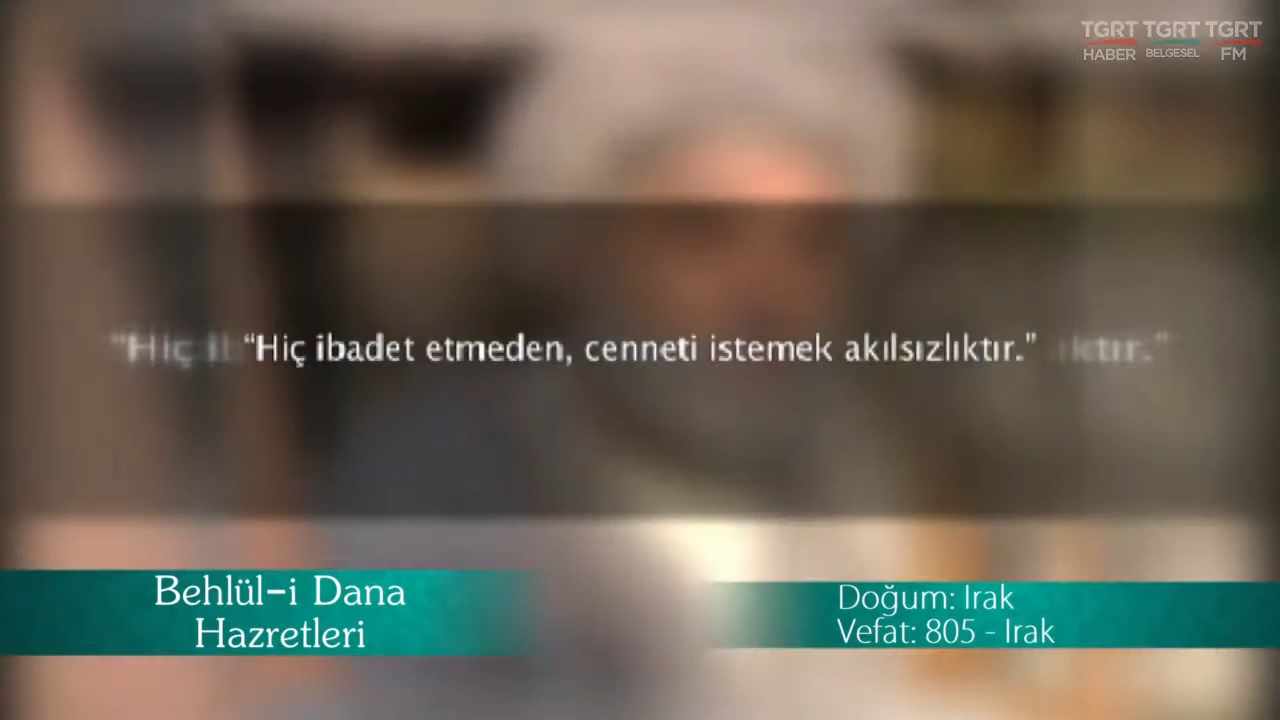 TGRT TGRT TGRT
HABER BELGESEL FM
“Hiç ibadet etmeden, cenneti istemek akılsızlıktır.”
Behlül-i Dana
Hazretleri
Doğum: Irak
Vefat: 805 - Irak